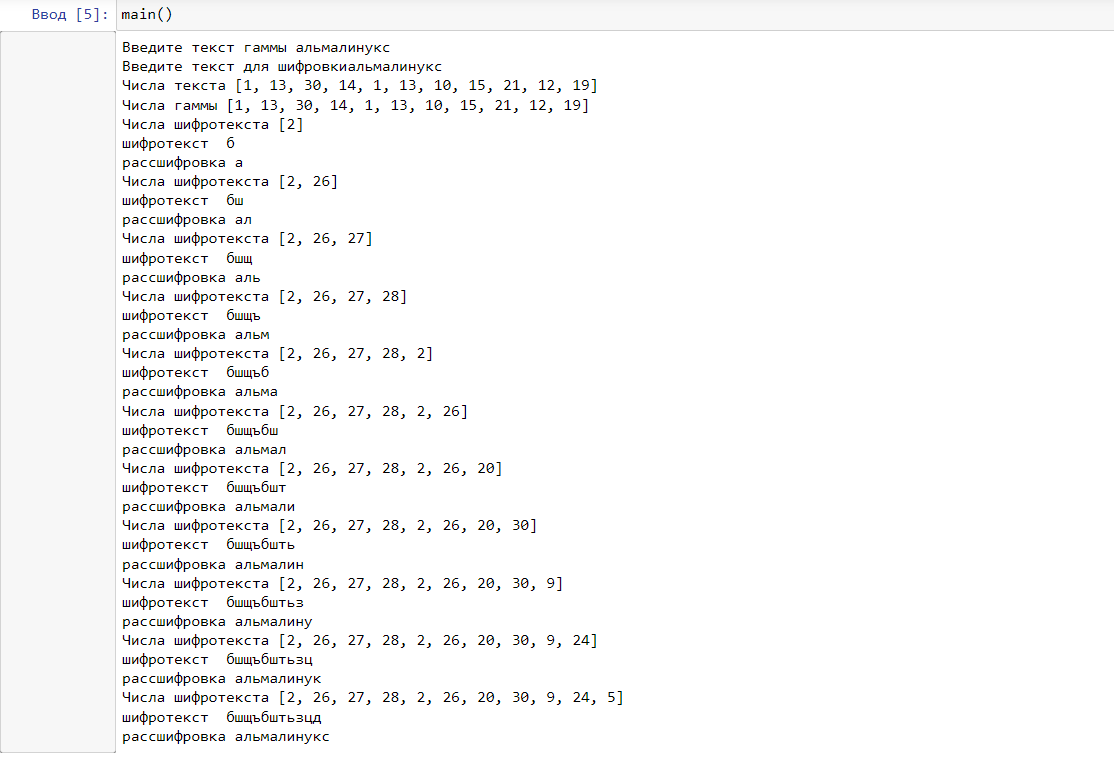 Ввод [5]: main()
Введите текст гаммы альмалинукс
Введите текст для шифровкиальмалинукс
Числа текста [1, 13, 30, 14, 1, 13, 10, 15, 21, 12, 19]
Числа гаммы [1, 13, 30, 14, 1, 13, 10, 15, 21, 12, 19]
Числа шифротекста [2]
шифротекст  б
рассшифровка а
Числа шифротекста [2, 26]
шифротекст  бш
рассшифровка ал
Числа шифротекста [2, 26, 27]
шифротекст  бшщ
рассшифровка аль
Числа шифротекста [2, 26, 27, 28]
шифротекст  бшщъ
рассшифровка альм
Числа шифротекста [2, 26, 27, 28, 2]
шифротекст  бшщъб
рассшифровка альма
Числа шифротекста [2, 26, 27, 28, 2, 26]
шифротекст  бшщъбш
рассшифровка альмал
Числа шифротекста [2, 26, 27, 28, 2, 26, 20]
шифротекст  бшщъбшт
рассшифровка альмали
Числа шифротекста [2, 26, 27, 28, 2, 26, 20, 30]
шифротекст  бшщъбшть
рассшифровка альмалин
Числа шифротекста [2, 26, 27, 28, 2, 26, 20, 30, 9]
шифротекст  бшщъбштьз
рассшифровка альмалину
Числа шифротекста [2, 26, 27, 28, 2, 26, 20, 30, 9, 24]
шифротекст  бшщъбштьзц
рассшифровка альмалинук
Числа шифротекста [2, 26, 27, 28, 2, 26, 20, 30, 9, 24, 5]
шифротекст  бшщъбштьзцд
рассшифровка альмалинукс